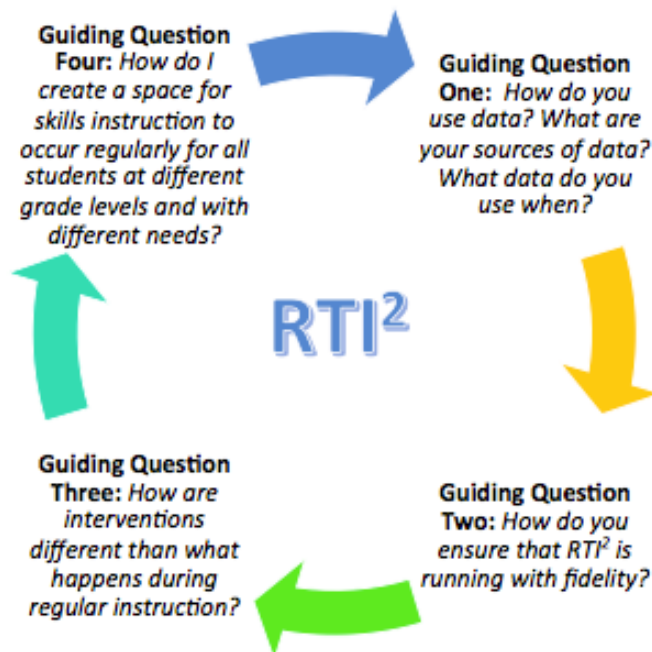 Guiding Question
One: How do you
use data? What are
your sources of data?
What data do you
use when?
Guiding Question
Two: How do you
ensure that RTI² is
running with fidelity?
Guiding Question
Three: How are
interventions
different than what
happens during
regular instruction?
Guiding Question
Four: How do I
create a space for
skills instruction to
occur regularly for all
students at different
grade levels and with
different needs?
RTI²